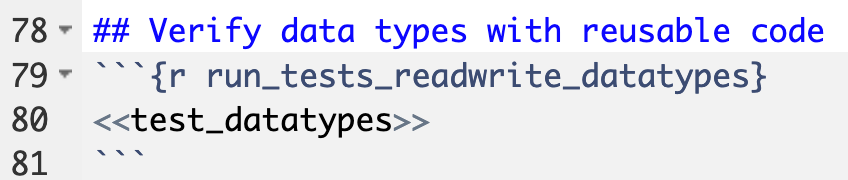 78 ## Verify data types with reusable code
79 ```{r run_tests_readwrite_datatypes}
80 <<test_datatypes>>
81 ```